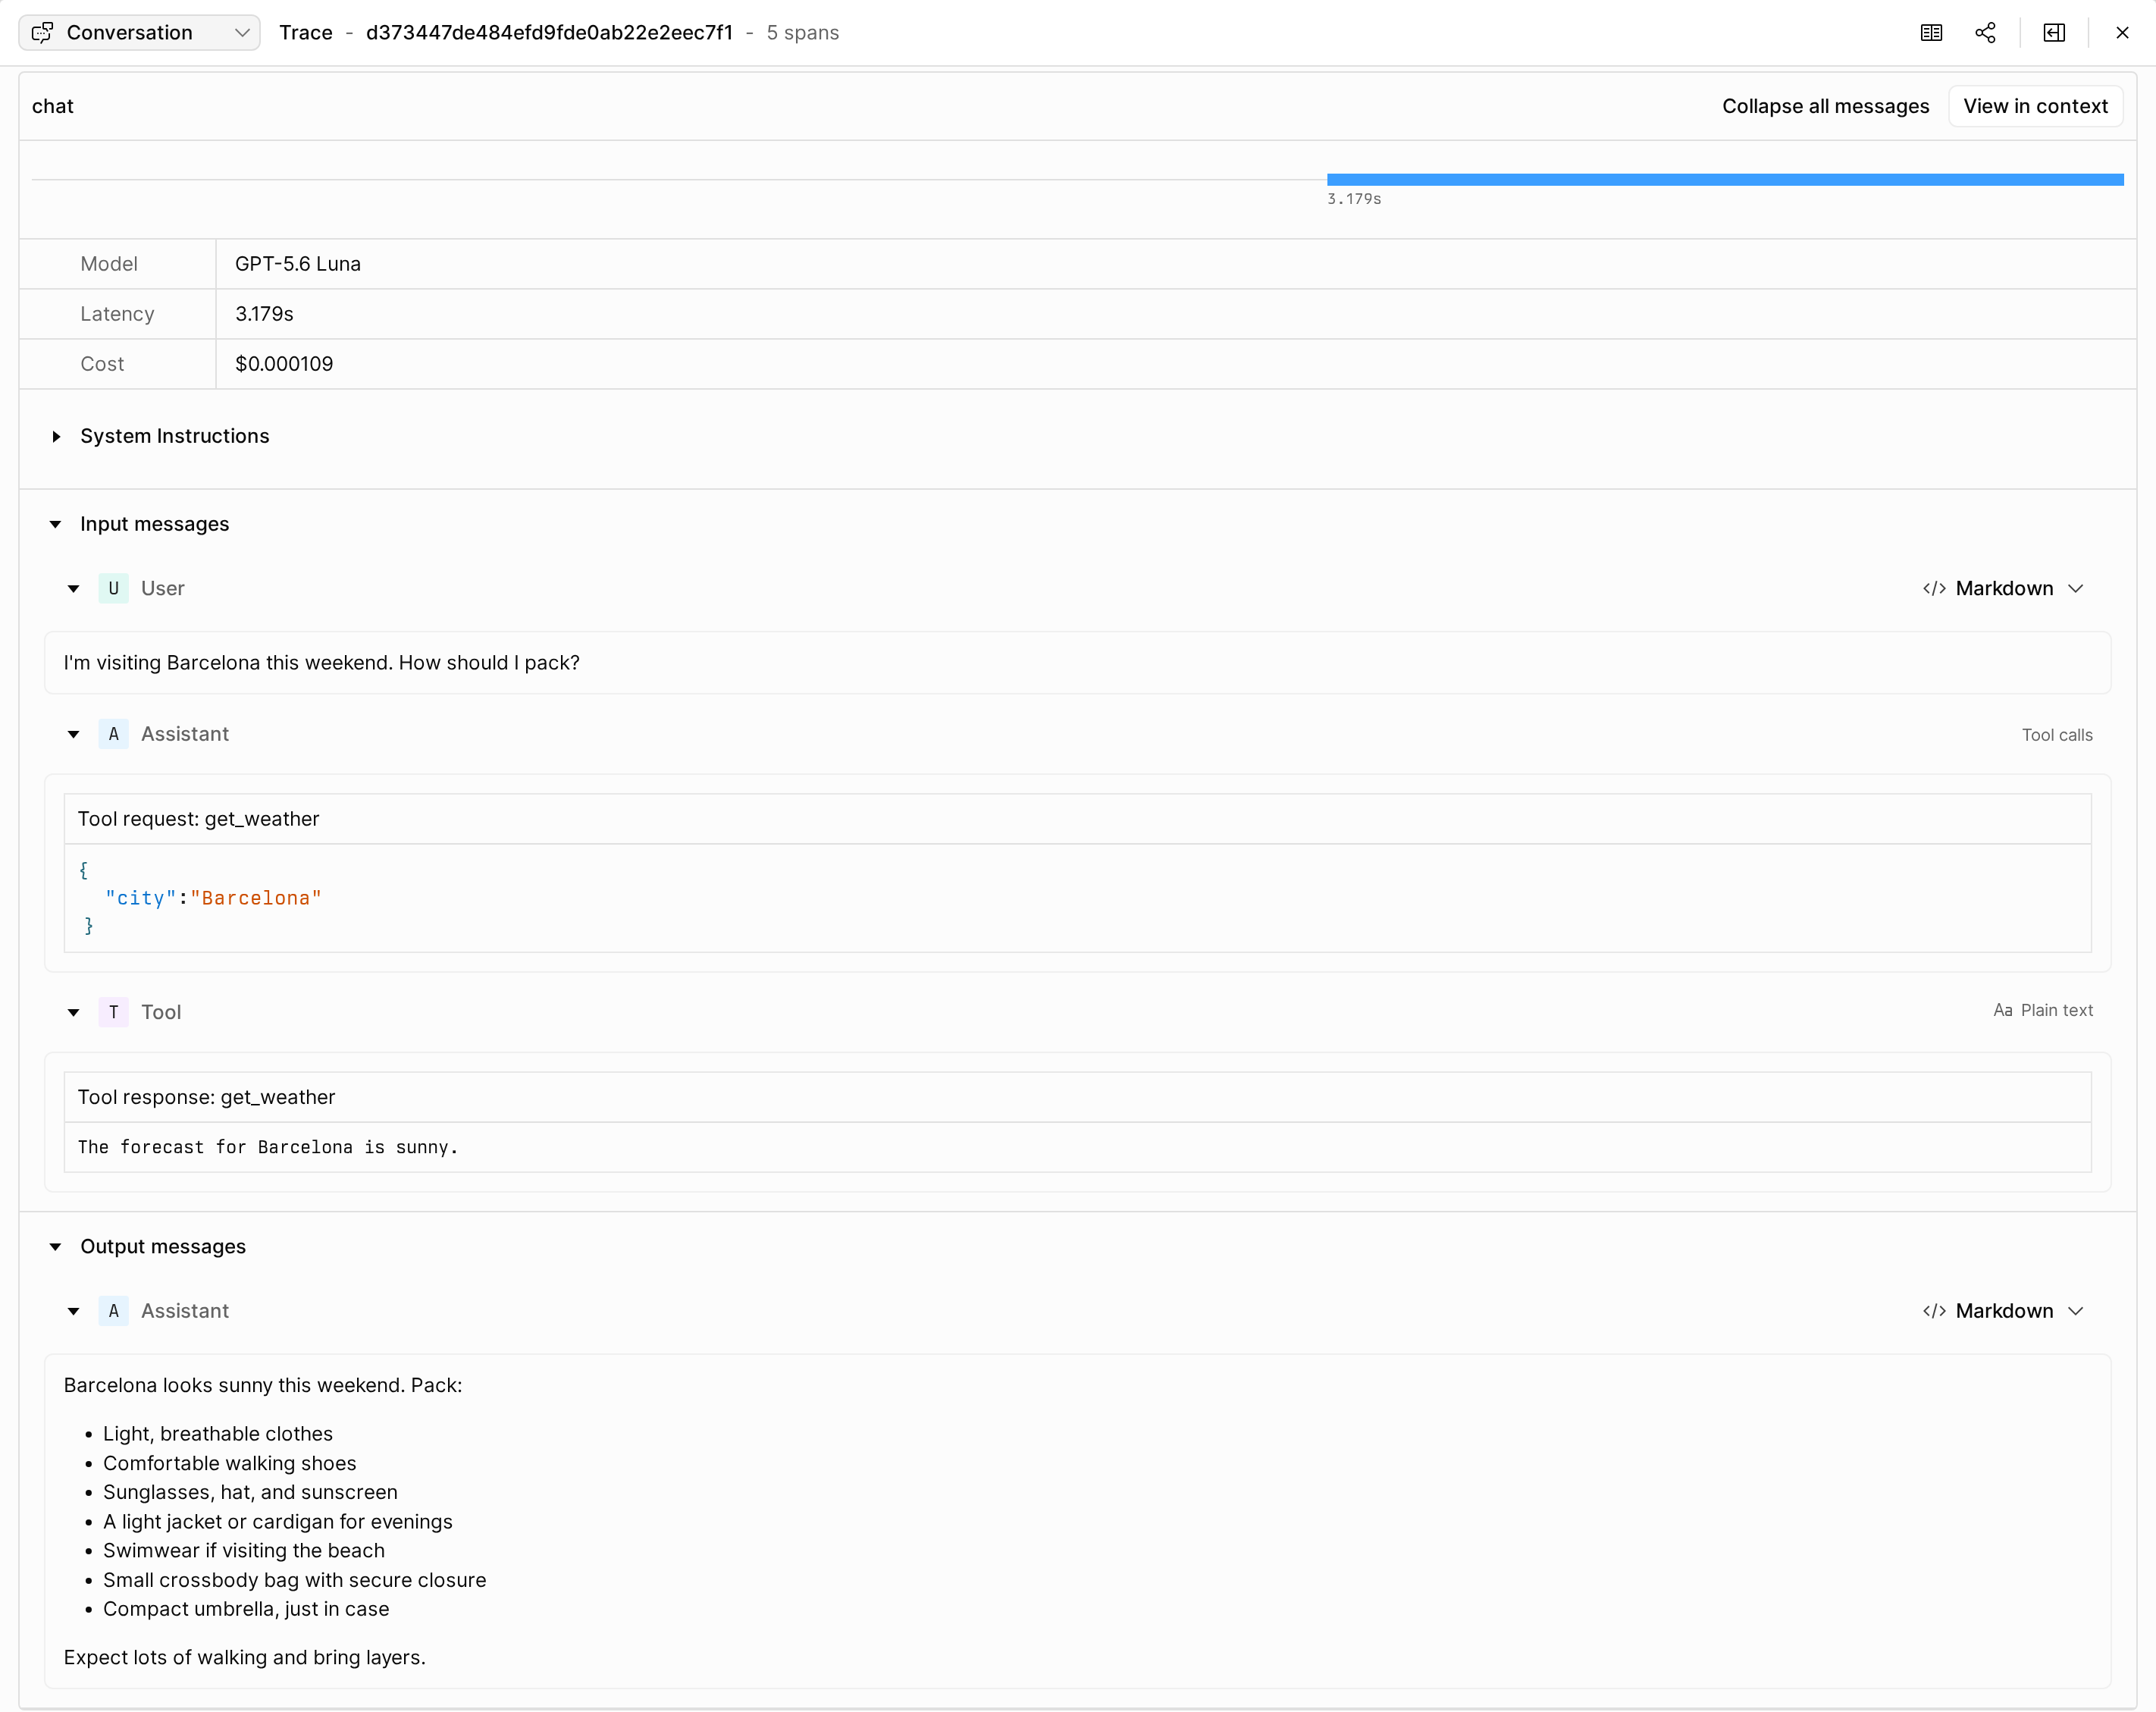 Conversation Trace - d373447de484efd9fde0ab22e2eec7f1 - 5 spans
chat Collapse all messages View in context
3.179s
Model GPT-5.6 Luna
Latency 3.179s
Cost $0.000109
System Instructions
Input messages
U User </> Markdown
I'm visiting Barcelona this weekend. How should I pack?
A Assistant Tool calls
Tool request: get_weather
{
"city":"Barcelona"
}
T Tool Aa Plain text
Tool response: get_weather
The forecast for Barcelona is sunny.
Output messages
A Assistant </> Markdown
Barcelona looks sunny this weekend. Pack:
• Light, breathable clothes
• Comfortable walking shoes
• Sunglasses, hat, and sunscreen
• A light jacket or cardigan for evenings
• Swimwear if visiting the beach
• Small crossbody bag with secure closure
• Compact umbrella, just in case
Expect lots of walking and bring layers.